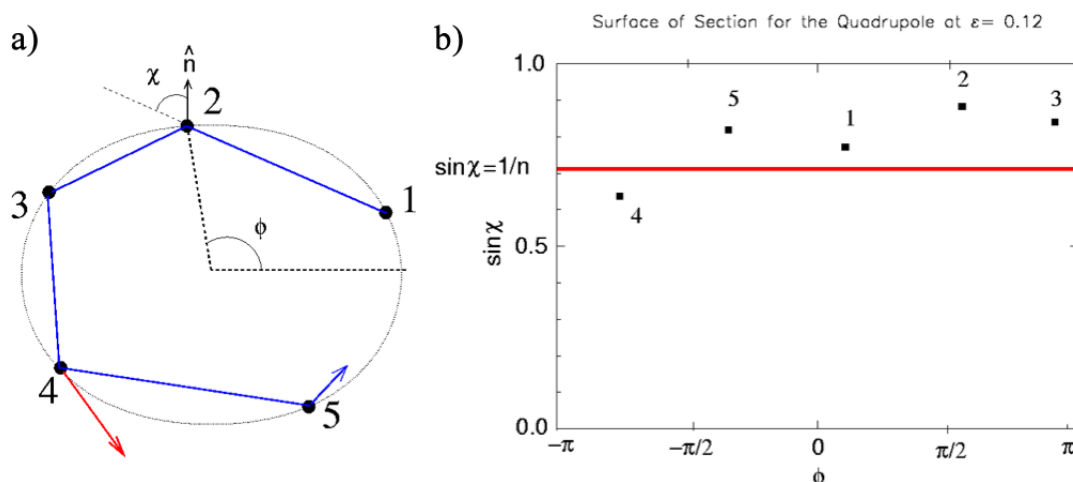 a)
χ
n̂
2
3
1
ϕ
4
5
b)
Surface of Section for the Quadrupole at ε= 0.12
1.0
2
5
3
1
sinχ=1/n
4
sinχ
0.5
0.0
−π
−π/2
0
π/2
π
ϕ